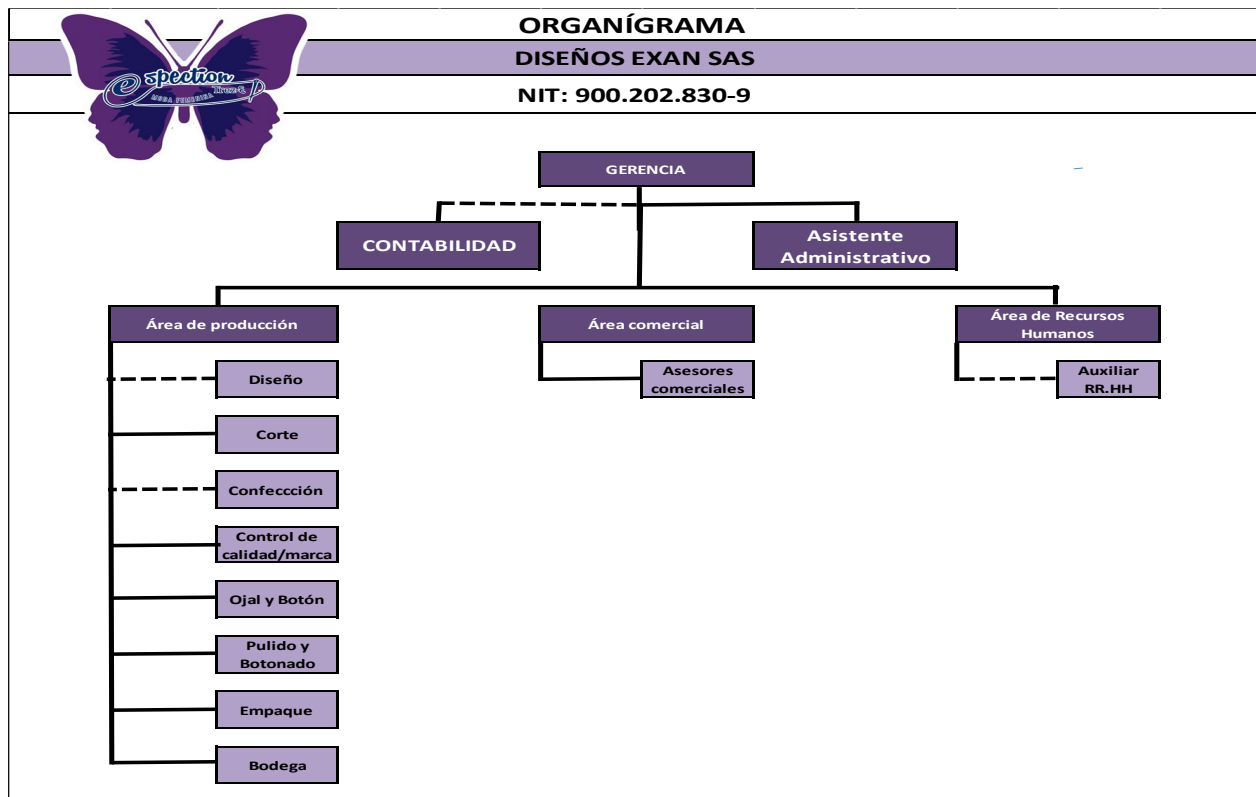 ORGANÍGRAMA
DISEÑOS EXAN SAS
NIT: 900.202.830-9
e spection
MODA FEMENINA
GERENCIA
CONTABILIDAD
Asistente
Administrativo
Área de producción
Área comercial
Área de Recursos
Humanos
Diseño
Asesores
comerciales
Auxiliar
RR.HH
Corte
Confeccción
Control de
calidad/marca
Ojal y Botón
Pulido y
Botonado
Empaque
Bodega